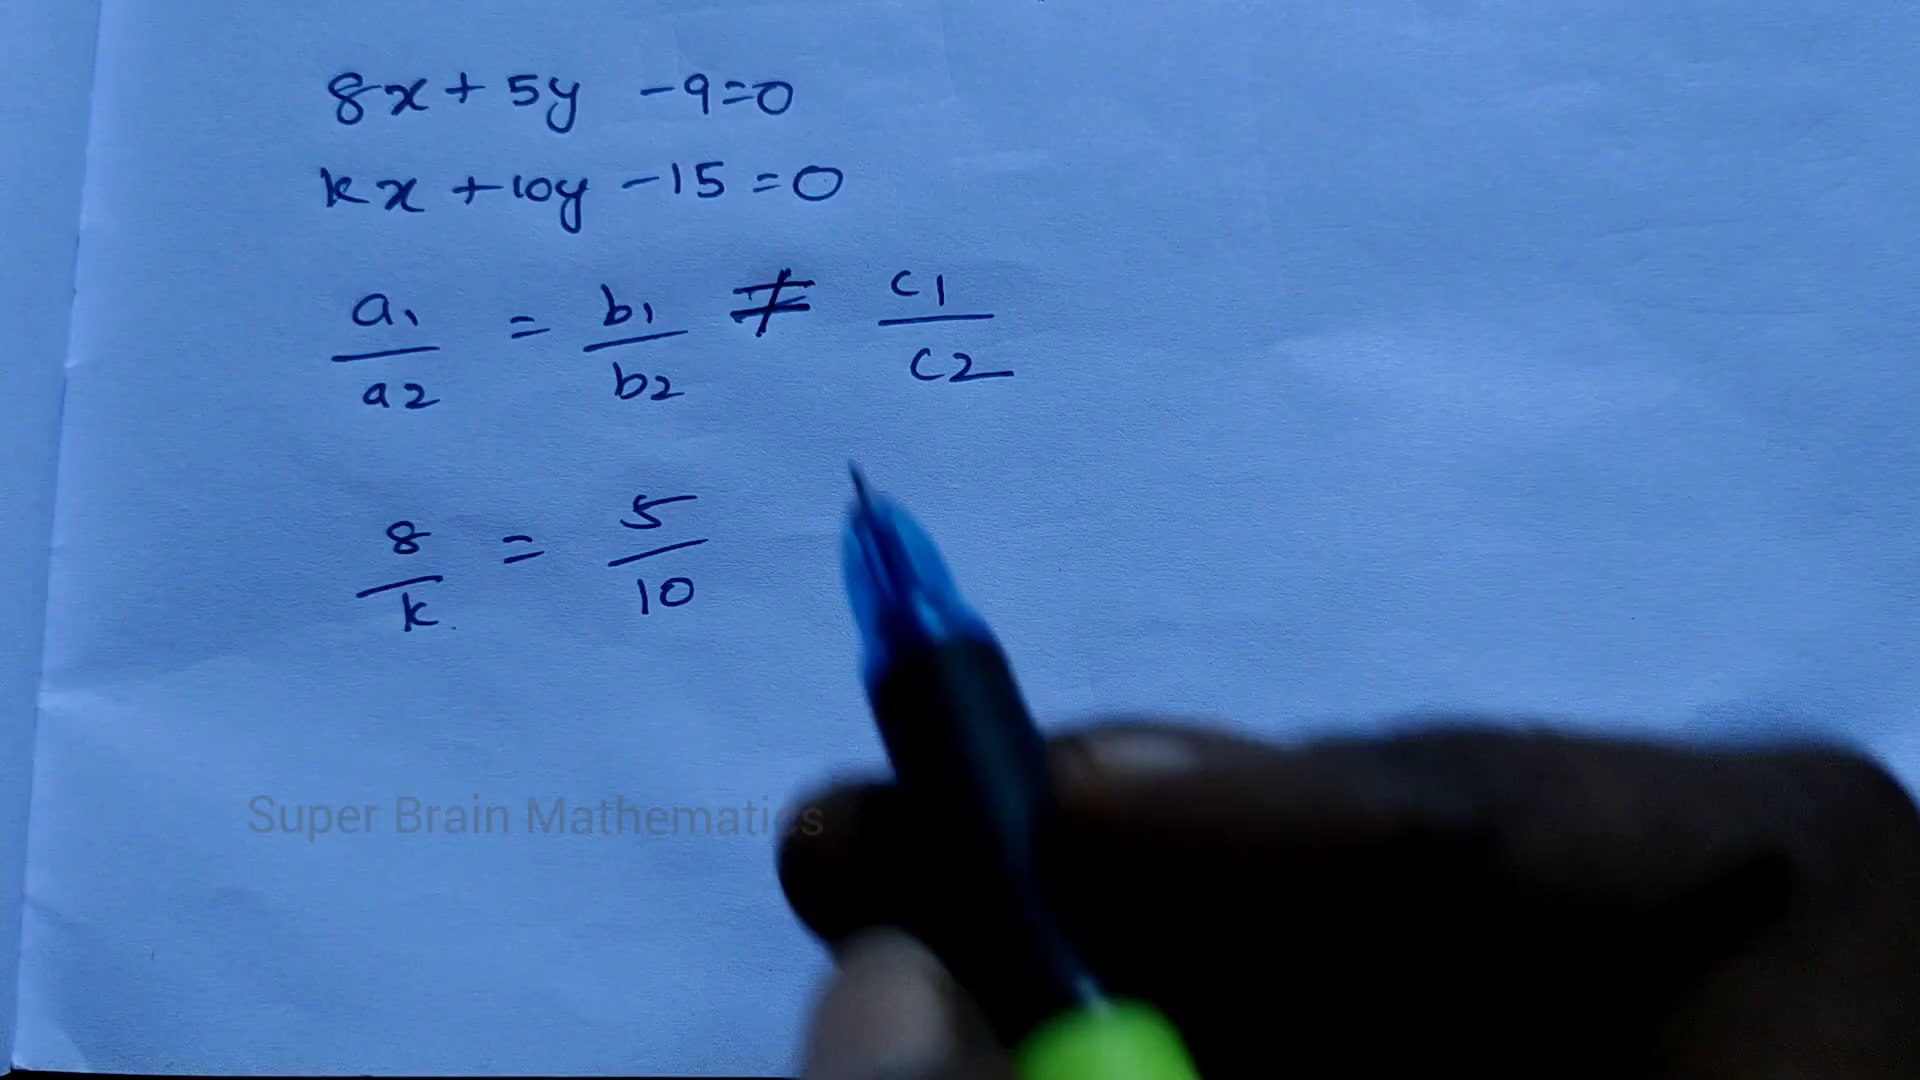 8x + 5y - 9 = 0
kx + 10y - 15 = 0
a1/a2 = b1/b2 ≠ c1/c2
8/k = 5/10
Super Brain Mathematics